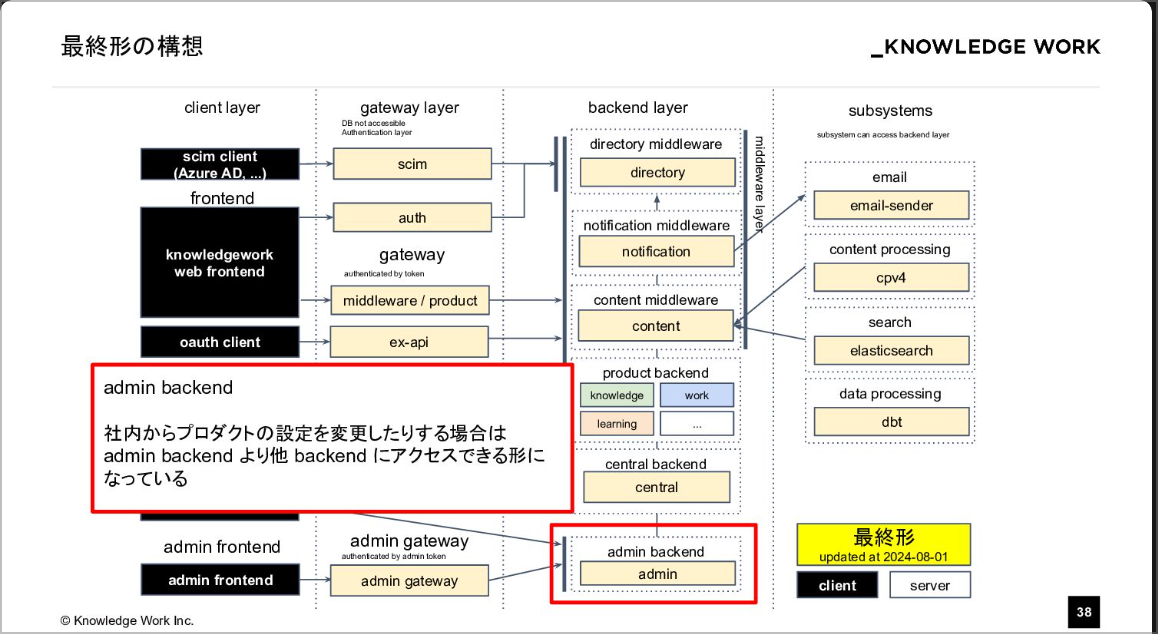 最終形の構想
_KNOWLEDGE WORK
client layer
gateway layer
DB not accessible
Authentication layer
backend layer
subsystems
subsystem can access backend layer
scim client
(Azure AD, ...)
scim
directory middleware
directory
middleware layer
email
email-sender
frontend
knowledgework
web frontend
auth
notification middleware
notification
gateway
authenticated by token
middleware / product
content processing
cpv4
content middleware
content
oauth client
ex-api
search
elasticsearch
product backend
knowledge
work
learning
...
data processing
dbt
admin backend
社内からプロダクトの設定を変更したりする場合は
admin backend より他 backend にアクセスできる形に
なっている
central backend
central
admin frontend
admin frontend
admin gateway
authenticated by admin token
admin gateway
admin backend
admin
最終形
updated at 2024-08-01
client
server
© Knowledge Work Inc.
38